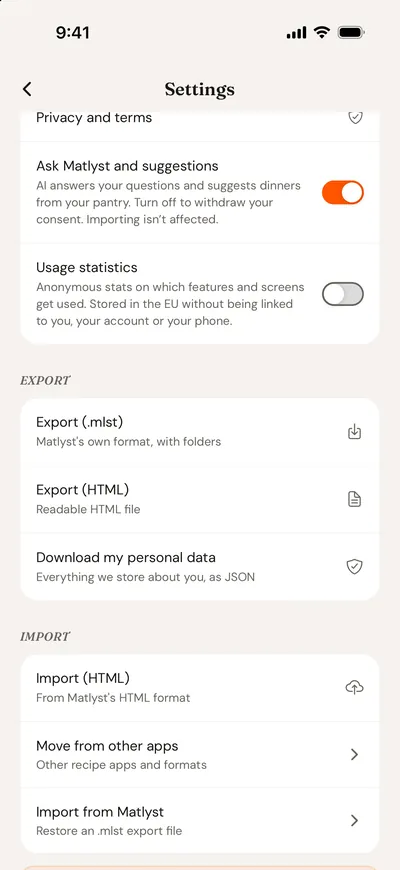 9:41
Settings
Privacy and terms
Ask Matlyst and suggestions
AI answers your questions and suggests dinners
from your pantry. Turn off to withdraw your
consent. Importing isn’t affected.
Usage statistics
Anonymous stats on which features and screens
get used. Stored in the EU without being linked
to you, your account or your phone.
EXPORT
Export (.mlst)
Matlyst's own format, with folders
Export (HTML)
Readable HTML file
Download my personal data
Everything we store about you, as JSON
IMPORT
Import (HTML)
From Matlyst's HTML format
Move from other apps
Other recipe apps and formats
Import from Matlyst
Restore an .mlst export file